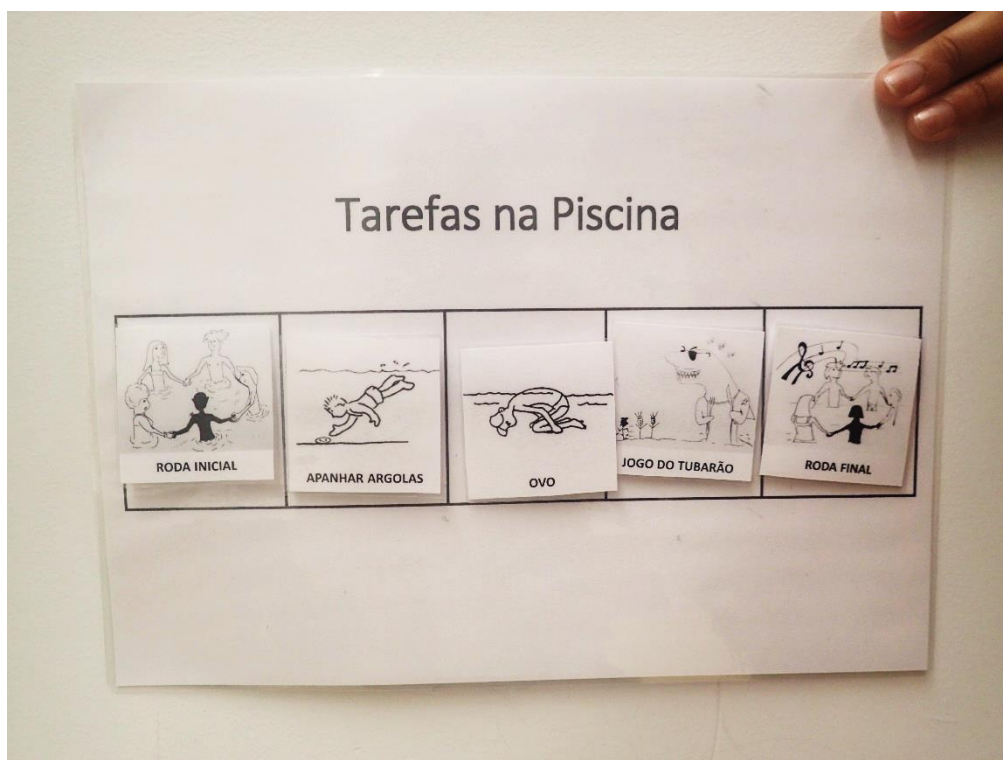 Tarefas na Piscina
RODA INICIAL
APANHAR ARGOLAS
OVO
JOGO DO TUBARÃO
RODA FINAL